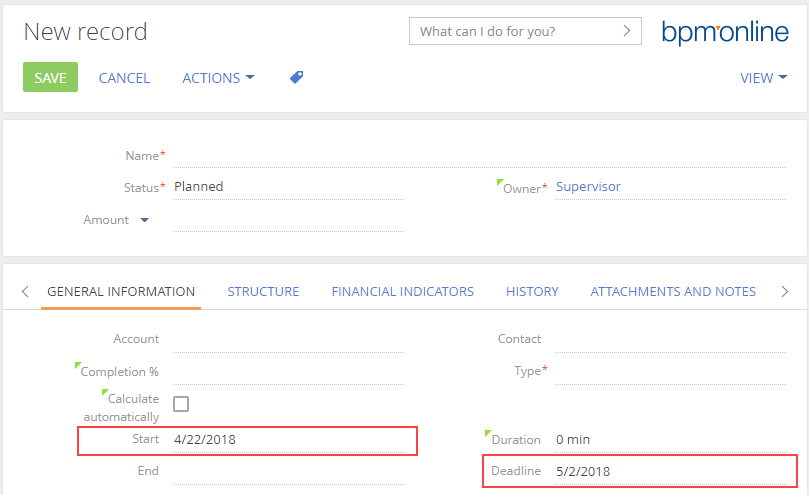 New record
What can I do for you?
bpmonline
SAVE CANCEL ACTIONS VIEW
Name*
Status* Planned Owner* Supervisor
Amount
GENERAL INFORMATION STRUCTURE FINANCIAL INDICATORS HISTORY ATTACHMENTS AND NOTES
Account Contact
Completion % Type*
Calculate
automatically
Start 4/22/2018 Duration 0 min
End Deadline 5/2/2018